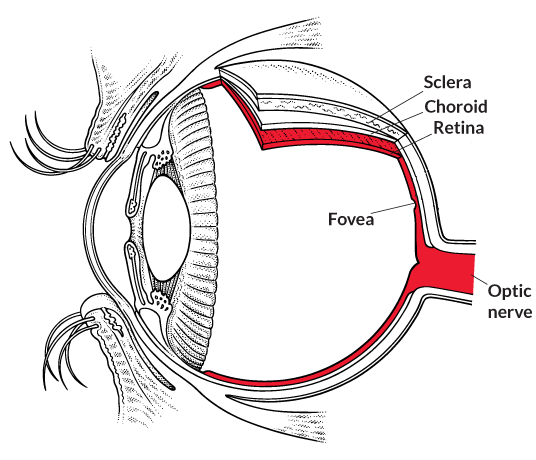 Sclera
Choroid
Retina
Fovea
Optic
nerve